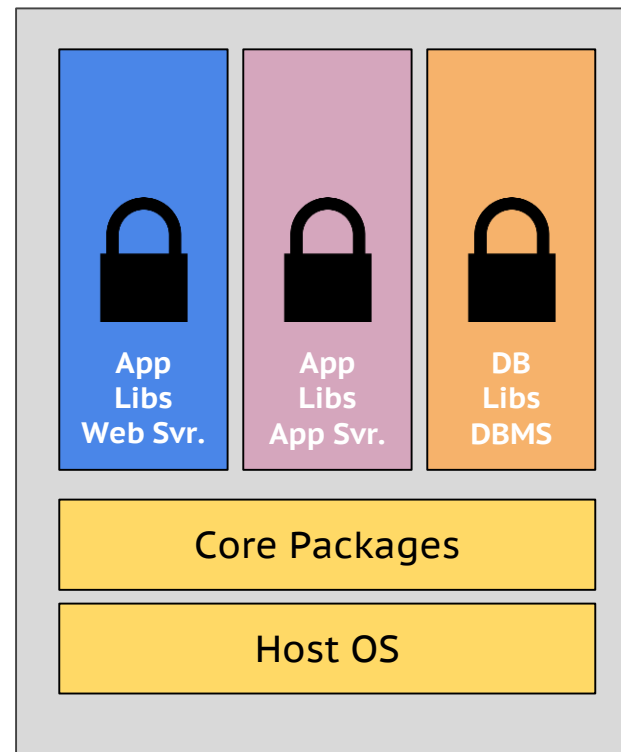 App
Libs
Web Svr.
App
Libs
App Svr.
DB
Libs
DBMS
Core Packages
Host OS